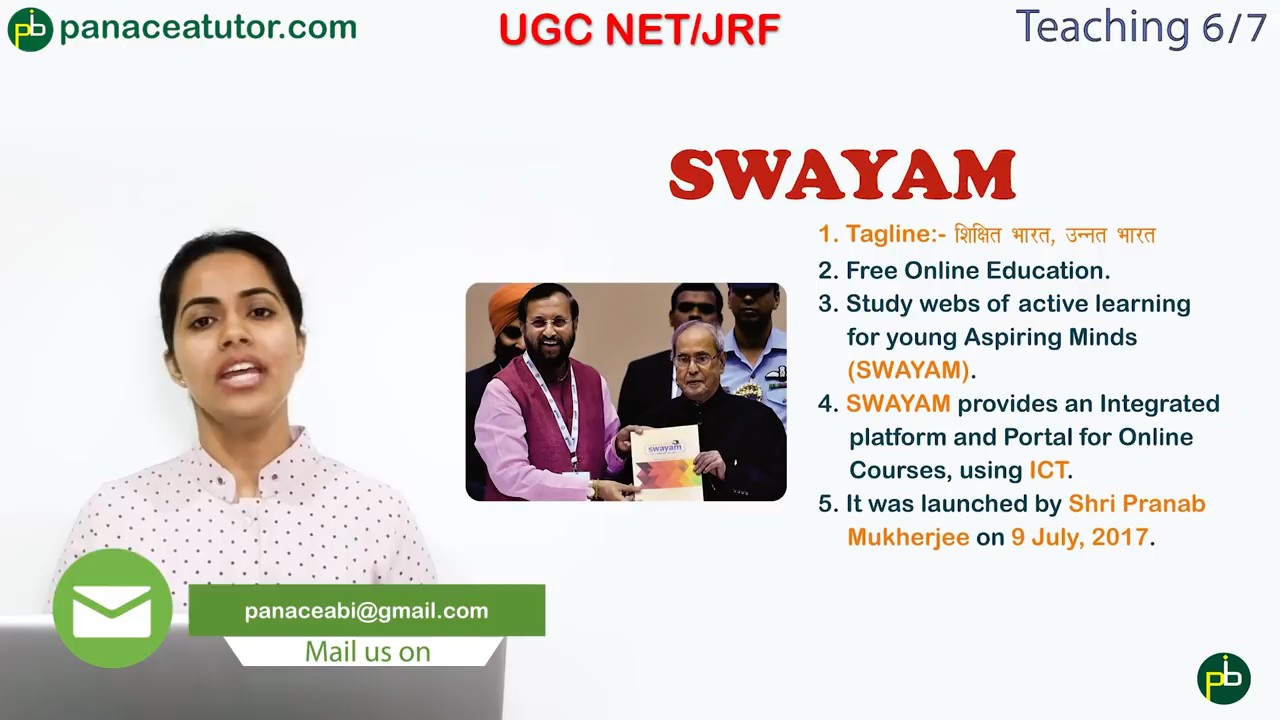 panaceatutor.com
UGC NET/JRF
Teaching 6/7
SWAYAM
1. Tagline:- शिक्षित भारत, उन्नत भारत
2. Free Online Education.
3. Study webs of active learning
for young Aspiring Minds
(SWAYAM).
4. SWAYAM provides an Integrated
platform and Portal for Online
Courses, using ICT.
5. It was launched by Shri Pranab
Mukherjee on 9 July, 2017.
swayam
panaceabi@gmail.com
Mail us on